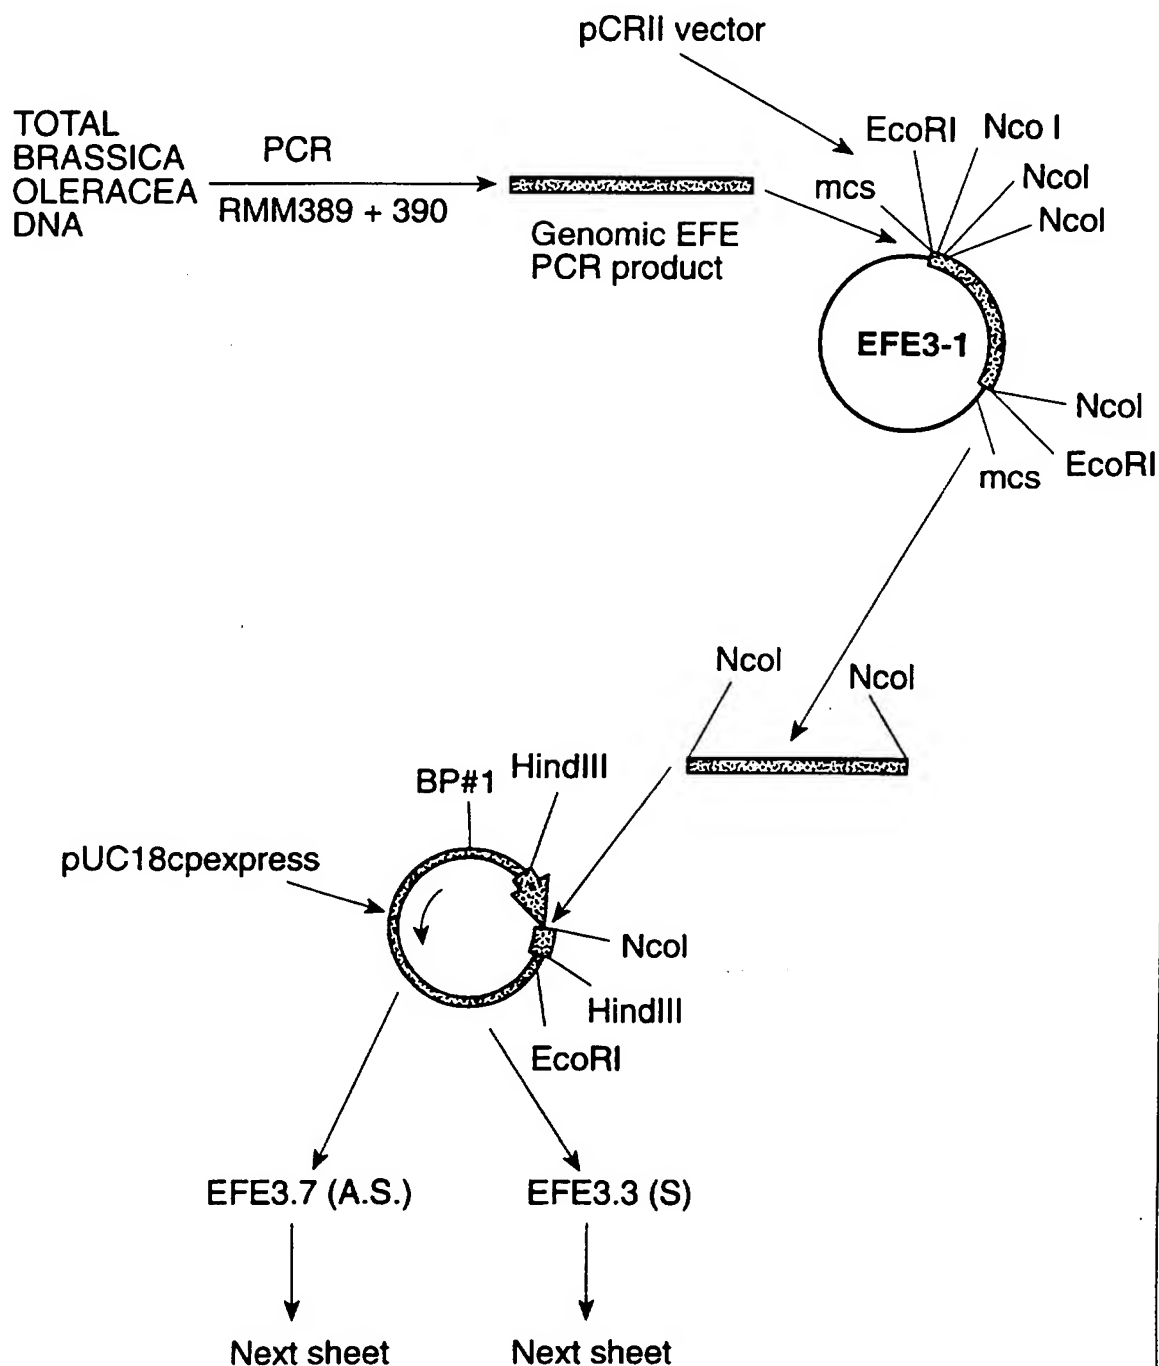 pCRII vector
TOTAL
BRASSICA
OLERACEA
DNA
PCR
RMM389 + 390
Genomic EFE
PCR product
EcoRI
Nco I
mcs
NcoI
NcoI
EFE3-1
NcoI
EcoRI
mcs
NcoI
NcoI
BP#1
HindIII
pUC18cpexpress
NcoI
HindIII
EcoRI
EFE3.7 (A.S.)
EFE3.3 (S)
Next sheet
Next sheet